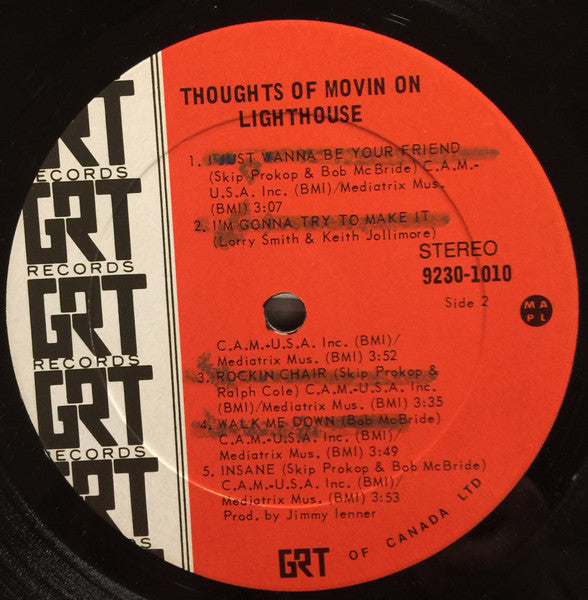 GRT
ECORDS
GRT
RECORDS
GRT
RECORDS
GRT
RECORDS
GRT
DS
THOUGHTS OF MOVIN ON
LIGHTHOUSE
1. I JUST WANNA BE YOUR FRIEND
(Skip Prokop & Bob McBride) C.A.M.-
U.S.A. Inc. (BMI)/Mediatrix Mus.
(BMI) 3:07
2. I'M GONNA TRY TO MAKE IT
(Larry Smith & Keith Jollimore)
STEREO
9230-1010
Side 2
MA
PL
C.A.M.-U.S.A. Inc. (BMI)/
Mediatrix Mus. (BMI) 3:52
3. ROCKIN CHAIR (Skip Prokop &
Ralph Cole) C.A.M.-U.S.A. Inc.
(BMI)/Mediatrix Mus. (BMI) 3:35
4. WALK ME DOWN (Bob McBride)
C.A.M.-U.S.A. Inc. (BMI)/
Mediatrix Mus. (BMI) 3:49
5. INSANE (Skip Prokop & Bob McBride)
C.A.M.-U.S.A. Inc. (BMI)/
Mediatrix Mus. (BMI) 3:53
Prod. by Jimmy Ienner
GRT OF CANADA LTD